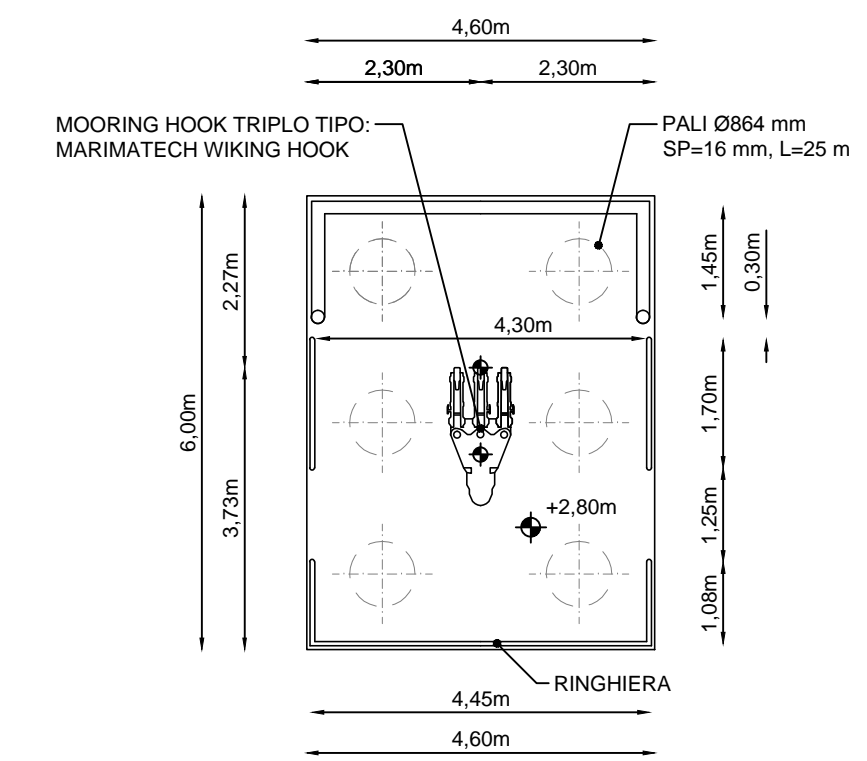 4,60m
2,30m
2,30m
MOORING HOOK TRIPLO TIPO:
MARIMATECH WIKING HOOK
PALI Ø864 mm
SP=16 mm, L=25 m
2,27m
1,45m
0,30m
4,30m
6,00m
1,70m
3,73m
+2,80m
1,25m
1,08m
RINGHIERA
4,45m
4,60m